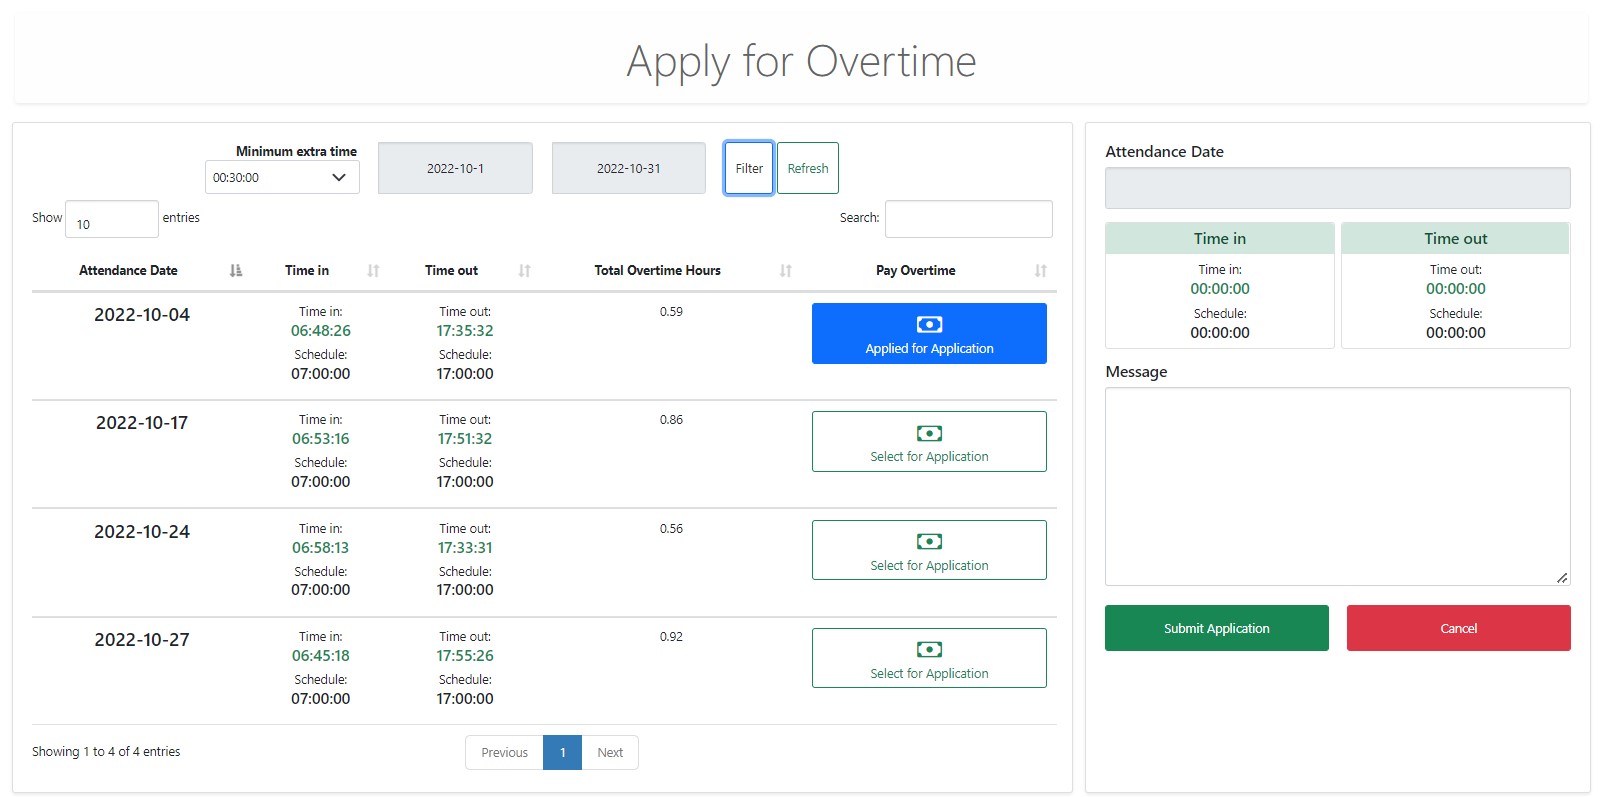 Apply for Overtime
Minimum extra time
00:30:00
2022-10-1
2022-10-31
Filter
Refresh
Show 10 entries
Search:
Attendance Date Time in Time out Total Overtime Hours Pay Overtime
2022-10-04
Time in:
06:48:26
Schedule:
07:00:00
Time out:
17:35:32
Schedule:
17:00:00
0.59
Applied for Application
2022-10-17
Time in:
06:53:16
Schedule:
07:00:00
Time out:
17:51:32
Schedule:
17:00:00
0.86
Select for Application
2022-10-24
Time in:
06:58:13
Schedule:
07:00:00
Time out:
17:33:31
Schedule:
17:00:00
0.56
Select for Application
2022-10-27
Time in:
06:45:18
Schedule:
07:00:00
Time out:
17:55:26
Schedule:
17:00:00
0.92
Select for Application
Showing 1 to 4 of 4 entries
Previous 1 Next
Attendance Date
Time in
Time in:
00:00:00
Schedule:
00:00:00
Time out
Time out:
00:00:00
Schedule:
00:00:00
Message
Submit Application
Cancel